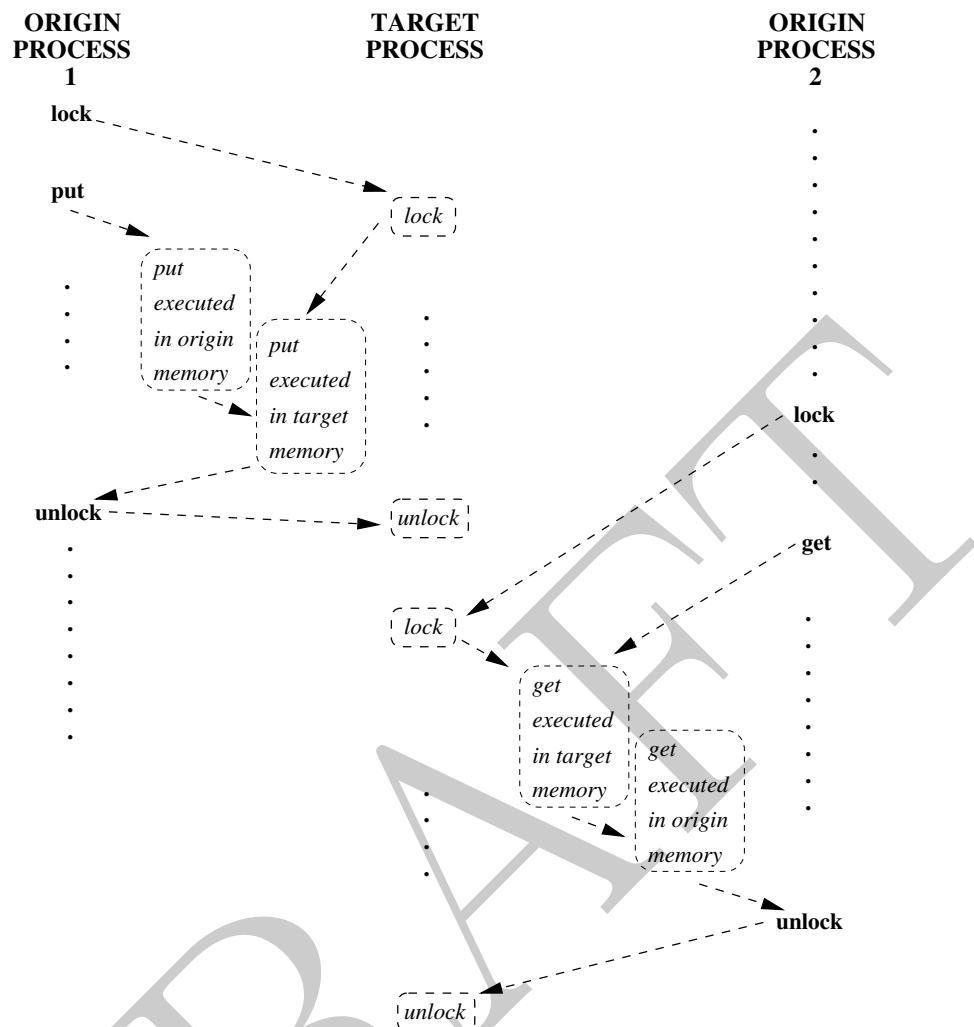 ORIGIN
PROCESS
1
TARGET
PROCESS
ORIGIN
PROCESS
2
lock
put
lock
put
executed
in origin
memory
put
executed
in target
memory
lock
unlock
unlock
get
lock
get
executed
in target
memory
get
executed
in origin
memory
unlock
unlock
DRAFT